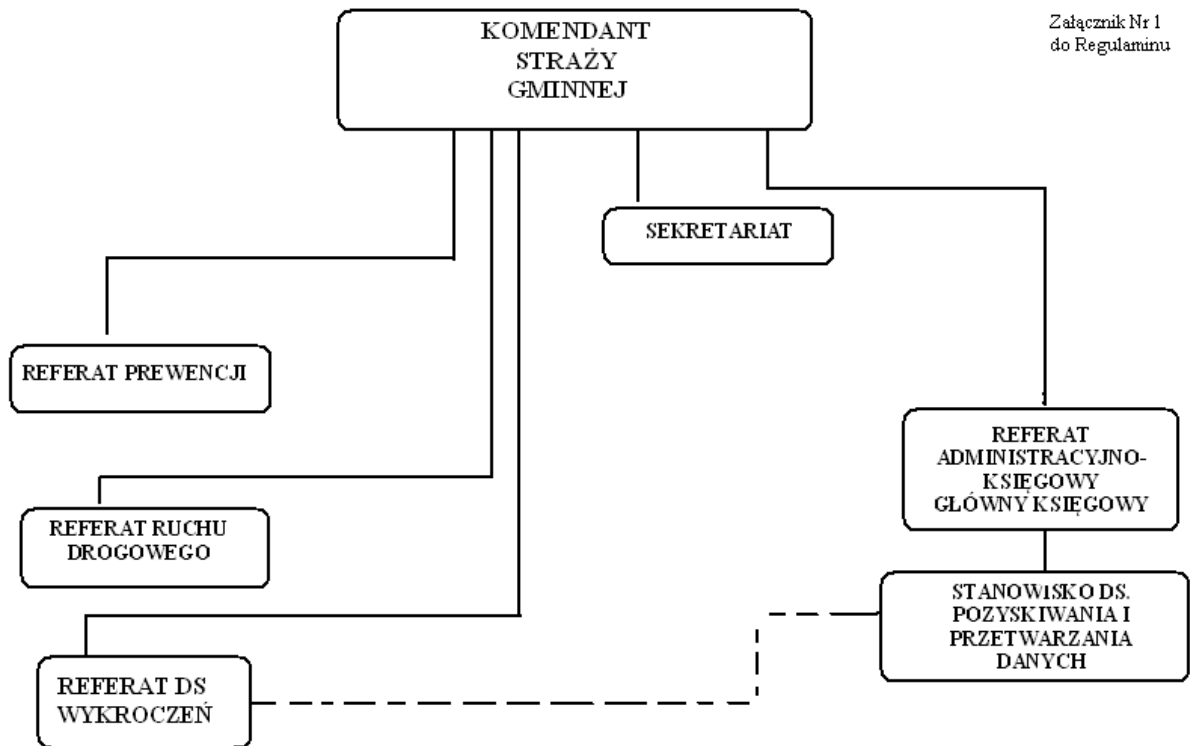 KOMENDANT
STRAŻY
GMINNEJ
Załącznik Nr 1
do Regulaminu
SEKRETARIAT
REFERAT PREWENCJI
REFERAT
ADMINISTRACYJNO-
KSIĘGOWY
GŁÓWNY KSIĘGOWY
REFERAT RUCHU
DROGOWEGO
STANOWISKO DS.
POZYSKIWANIA I
PRZETWARZANIA
DANYCH
REFERAT DS
WYKROCZEŃ